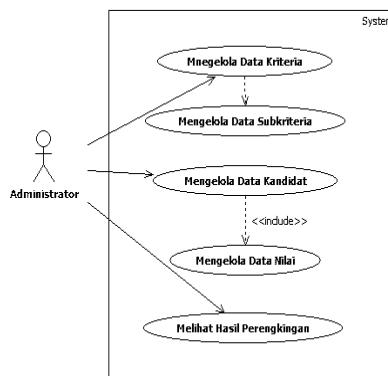 System
Mnegelola Data Kriteria
Mengelola Data Subkriteria
Mengelola Data Kandidat
Administrator
<<include>>
Mengelola Data Nilai
Melihat Hasil Perengkingan